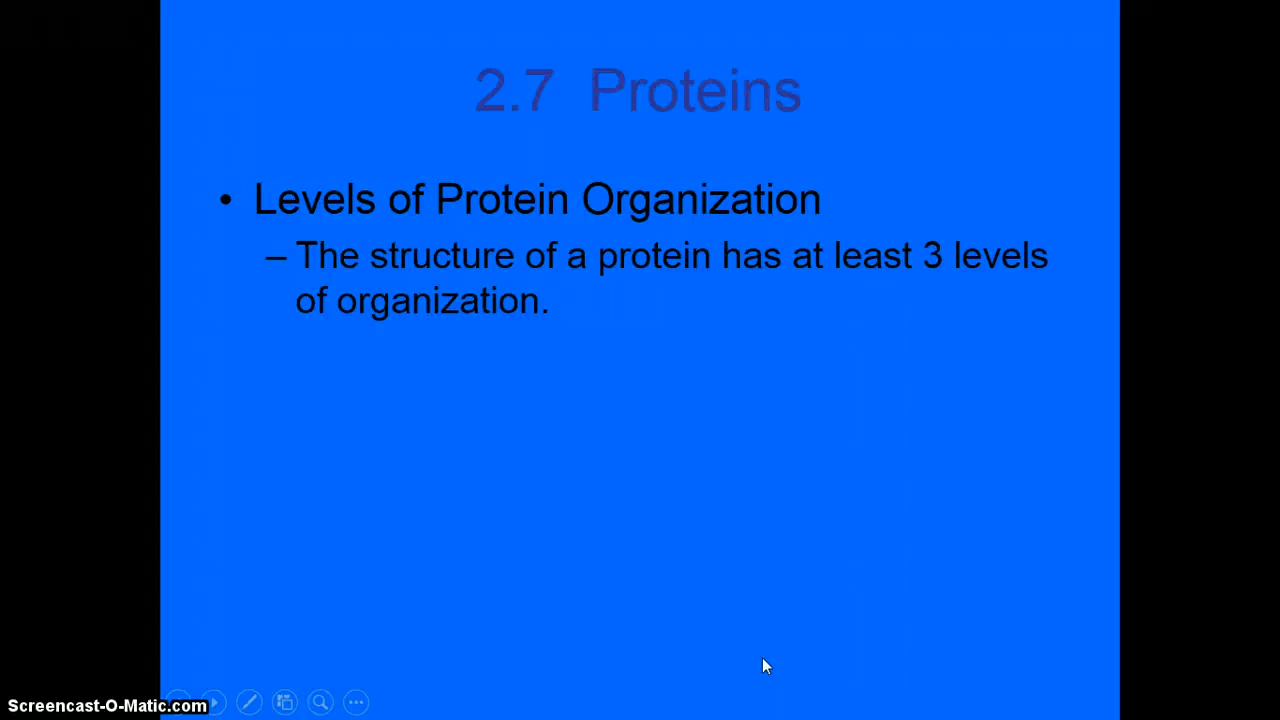 2.7 Proteins
• Levels of Protein Organization
– The structure of a protein has at least 3 levels
of organization.
Screencast-O-Matic.com